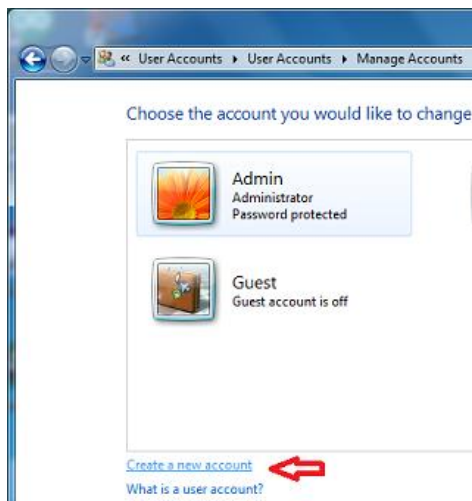 « User Accounts ▸ User Accounts ▸ Manage Accounts
Choose the account you would like to change
Admin
Administrator
Password protected
Guest
Guest account is off
Create a new account
What is a user account?